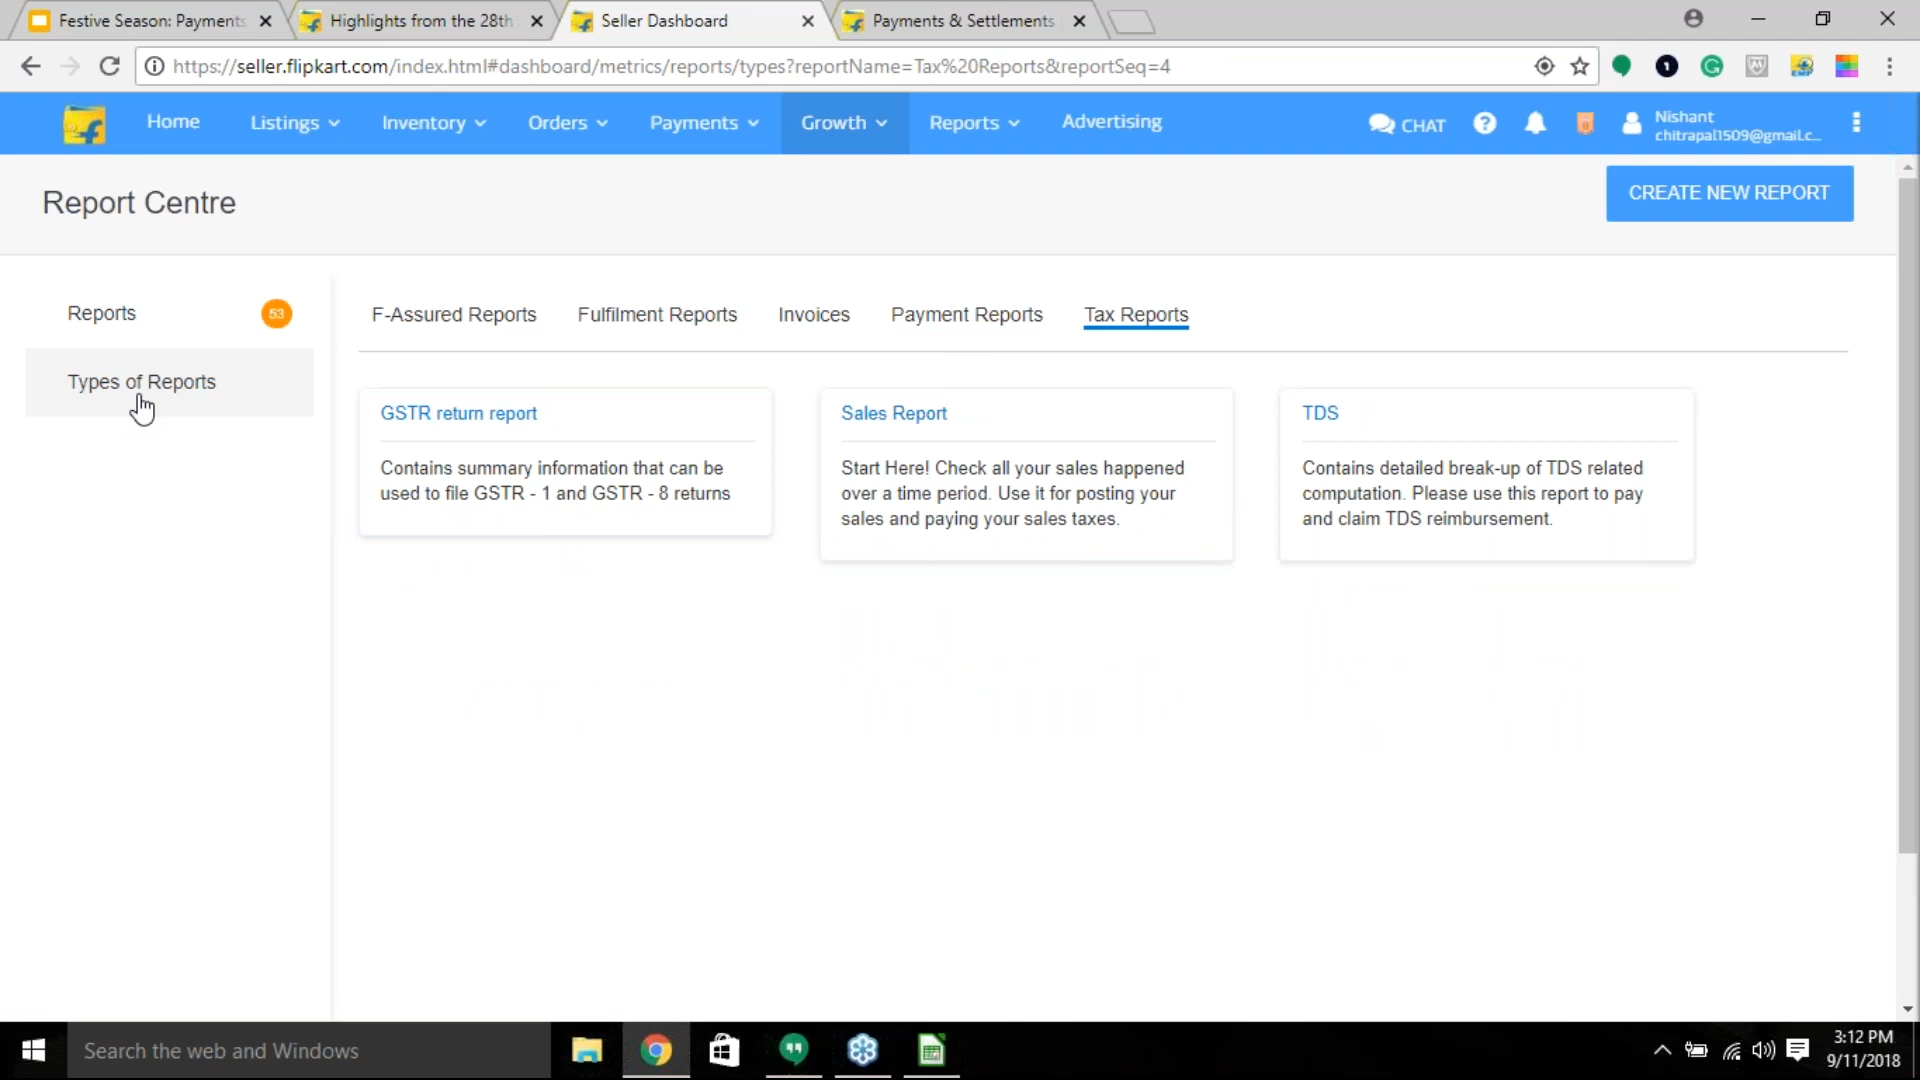 Festive Season: Payments
Highlights from the 28th
Seller Dashboard
Payments & Settlements
https://seller.flipkart.com/index.html#dashboard/metrics/reports/types?reportName=Tax%20Reports&reportSeq=4
Home
Listings
Inventory
Orders
Payments
Growth
Reports
Advertising
CHAT
Nishant
chitrapal1509@gmail.c...
Report Centre
CREATE NEW REPORT
Reports
53
Types of Reports
F-Assured Reports
Fulfilment Reports
Invoices
Payment Reports
Tax Reports
GSTR return report
Contains summary information that can be
used to file GSTR - 1 and GSTR - 8 returns
Sales Report
Start Here! Check all your sales happened
over a time period. Use it for posting your
sales and paying your sales taxes.
TDS
Contains detailed break-up of TDS related
computation. Please use this report to pay
and claim TDS reimbursement.
Search the web and Windows
3:12 PM
9/11/2018